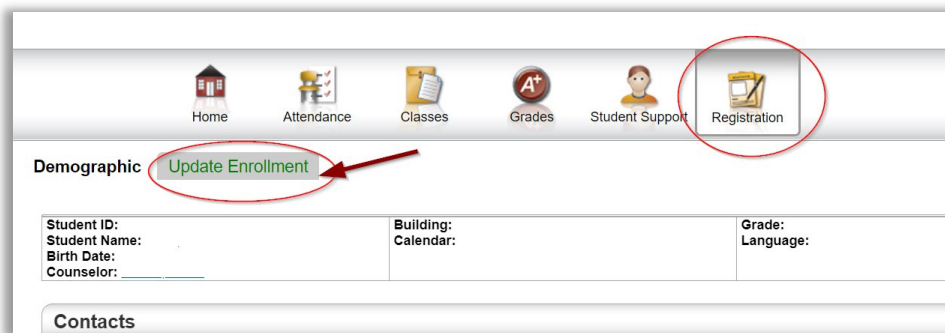 Home Attendance Classes A+ Grades Student Support Registration
Demographic Update Enrollment
Student ID: Building: Grade:
Student Name: Calendar: Language:
Birth Date:
Counselor:
Contacts